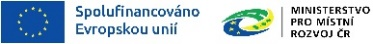 Spolufinancováno
Evropskou unií
MINISTERSTVO
PRO MÍSTNÍ
ROZVOJ ČR